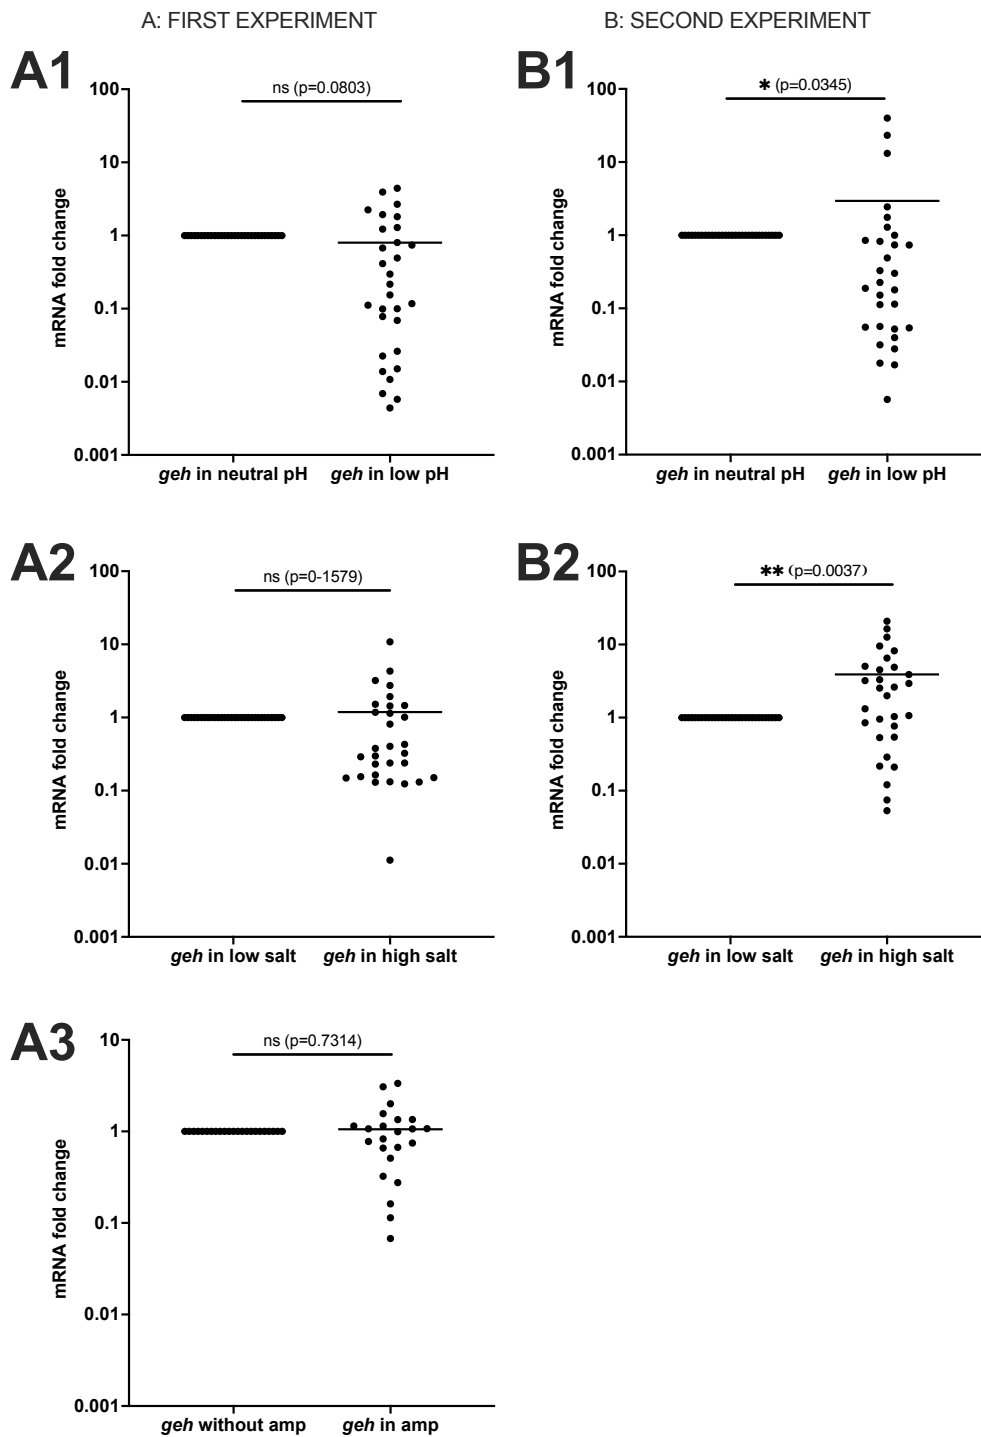 A: FIRST EXPERIMENT
B: SECOND EXPERIMENT
A1
ns (p=0.0803)
mRNA fold change
100
10
1
0.1
0.01
0.001
geh in neutral pH
geh in low pH
B1
* (p=0.0345)
mRNA fold change
100
10
1
0.1
0.01
0.001
geh in neutral pH
geh in low pH
A2
ns (p=0-1579)
mRNA fold change
100
10
1
0.1
0.01
0.001
geh in low salt
geh in high salt
B2
** (p=0.0037)
mRNA fold change
100
10
1
0.1
0.01
0.001
geh in low salt
geh in high salt
A3
ns (p=0.7314)
mRNA fold change
10
1
0.1
0.01
0.001
geh without amp
geh in amp